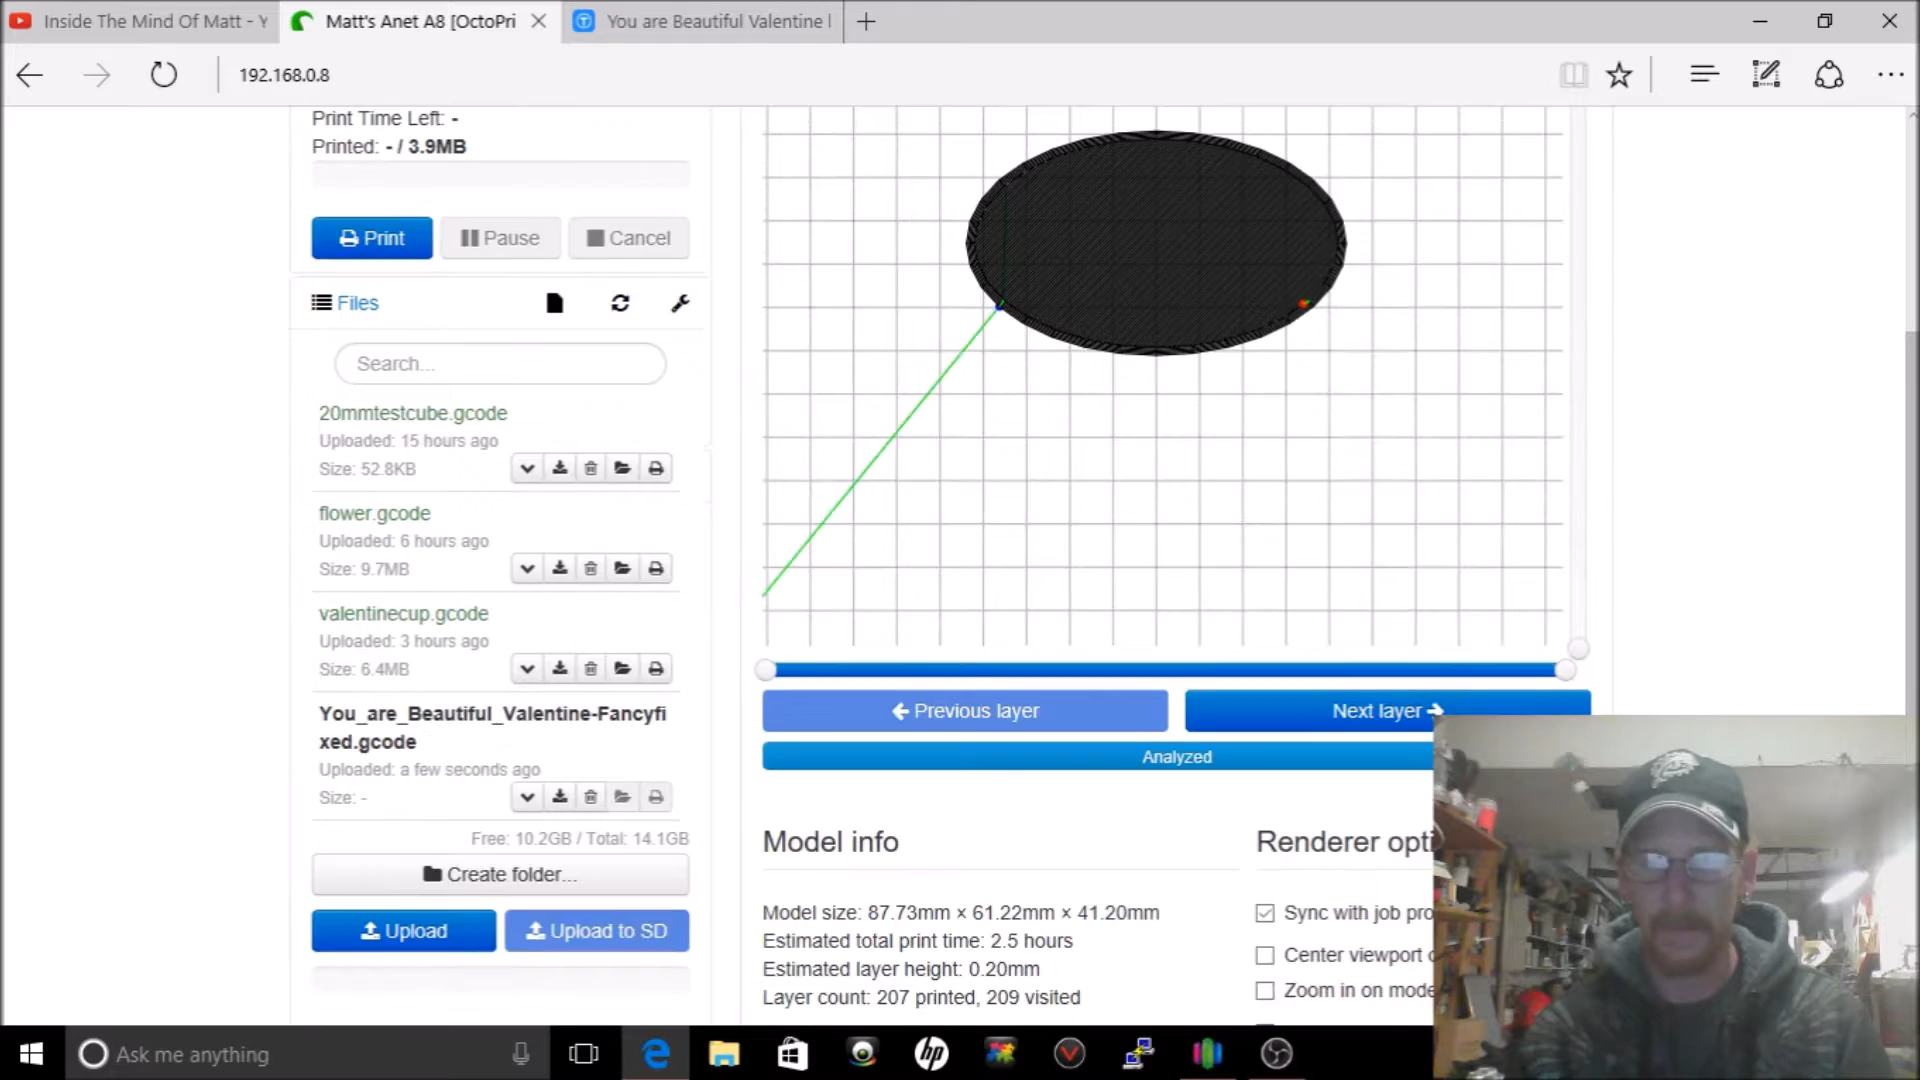 Inside The Mind Of Matt - Y
Matt's Anet A8 [OctoPri
You are Beautiful Valentine
192.168.0.8
Print Time Left: -
Printed: - / 3.9MB
Print
Pause
Cancel
Files
Search...
20mmtestcube.gcode
Uploaded: 15 hours ago
Size: 52.8KB
flower.gcode
Uploaded: 6 hours ago
Size: 9.7MB
valentinecup.gcode
Uploaded: 3 hours ago
Size: 6.4MB
You_are_Beautiful_Valentine-Fancyfi
xed.gcode
Uploaded: a few seconds ago
Size: -
Free: 10.2GB / Total: 14.1GB
Create folder...
Upload
Upload to SD
Previous layer
Next layer
Analyzed
Model info
Model size: 87.73mm × 61.22mm × 41.20mm
Estimated total print time: 2.5 hours
Estimated layer height: 0.20mm
Layer count: 207 printed, 209 visited
Renderer opti
Sync with job pro
Center viewport
Zoom in on mode
Ask me anything
hp